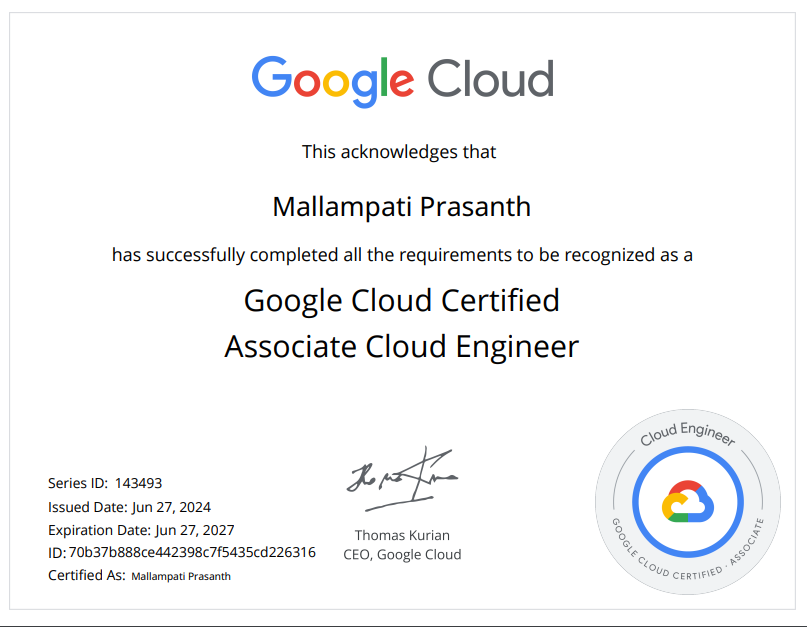 Google Cloud
This acknowledges that
Mallampati Prasanth
has successfully completed all the requirements to be recognized as a
Google Cloud Certified
Associate Cloud Engineer
Series ID: 143493
Issued Date: Jun 27, 2024
Expiration Date: Jun 27, 2027
ID: 70b37b888ce442398c7f5435cd226316
Certified As: Mallampati Prasanth
Thomas Kurian
CEO, Google Cloud
Cloud Engineer
GOOGLE CLOUD CERTIFIED · ASSOCIATE